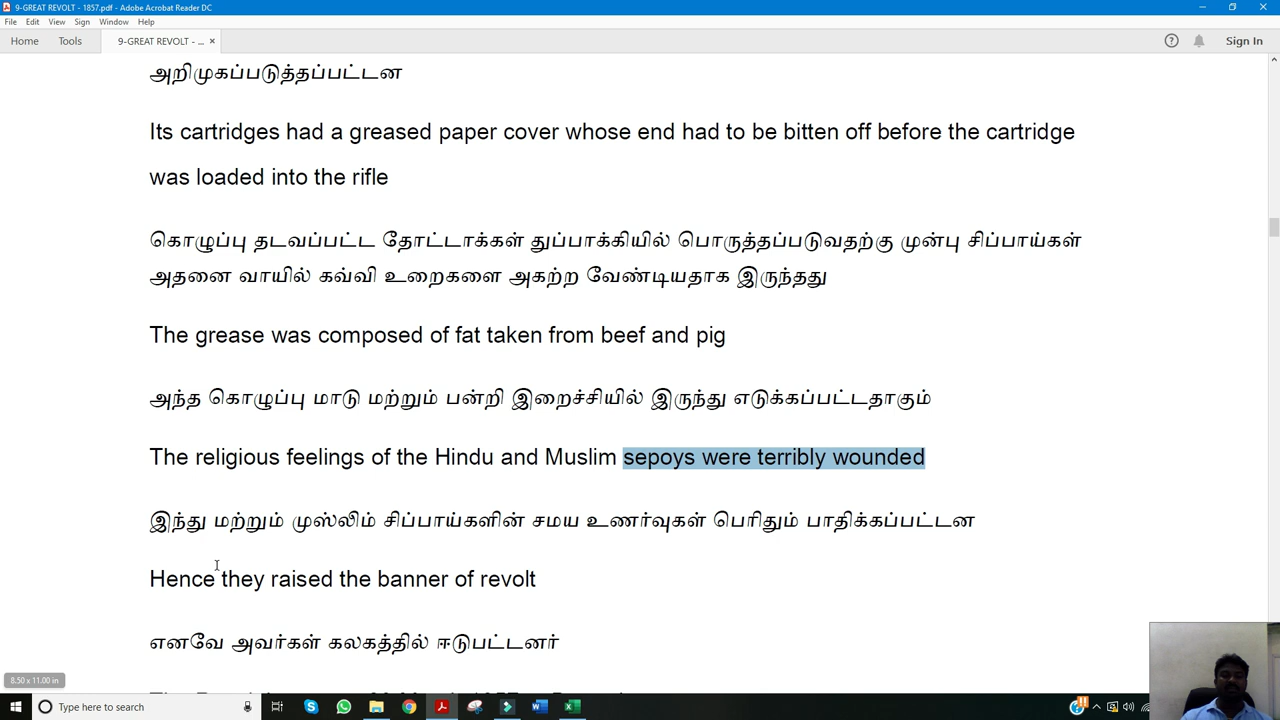 9-GREAT REVOLT - 1857.pdf - Adobe Acrobat Reader DC
File Edit View Sign Window Help
Home Tools 9-GREAT REVOLT - ... × Sign In
அறிமுகப்படுத்தப்பட்டன
Its cartridges had a greased paper cover whose end had to be bitten off before the cartridge
was loaded into the rifle
கொழுப்பு தடவப்பட்ட தோட்டாக்கள் துப்பாக்கியில் பொருத்தப்படுவதற்கு முன்பு சிப்பாய்கள்
அதனை வாயில் கவ்வி உறைகளை அகற்ற வேண்டியதாக இருந்தது
The grease was composed of fat taken from beef and pig
அந்த கொழுப்பு மாடு மற்றும் பன்றி இறைச்சியில் இருந்து எடுக்கப்பட்டதாகும்
The religious feelings of the Hindu and Muslim sepoys were terribly wounded
இந்து மற்றும் முஸ்லிம் சிப்பாய்களின் சமய உணர்வுகள் பெரிதும் பாதிக்கப்பட்டன
Hence they raised the banner of revolt
எனவே அவர்கள் கலகத்தில் ஈடுபட்டனர்
8.50 x 11.00 in
Type here to search